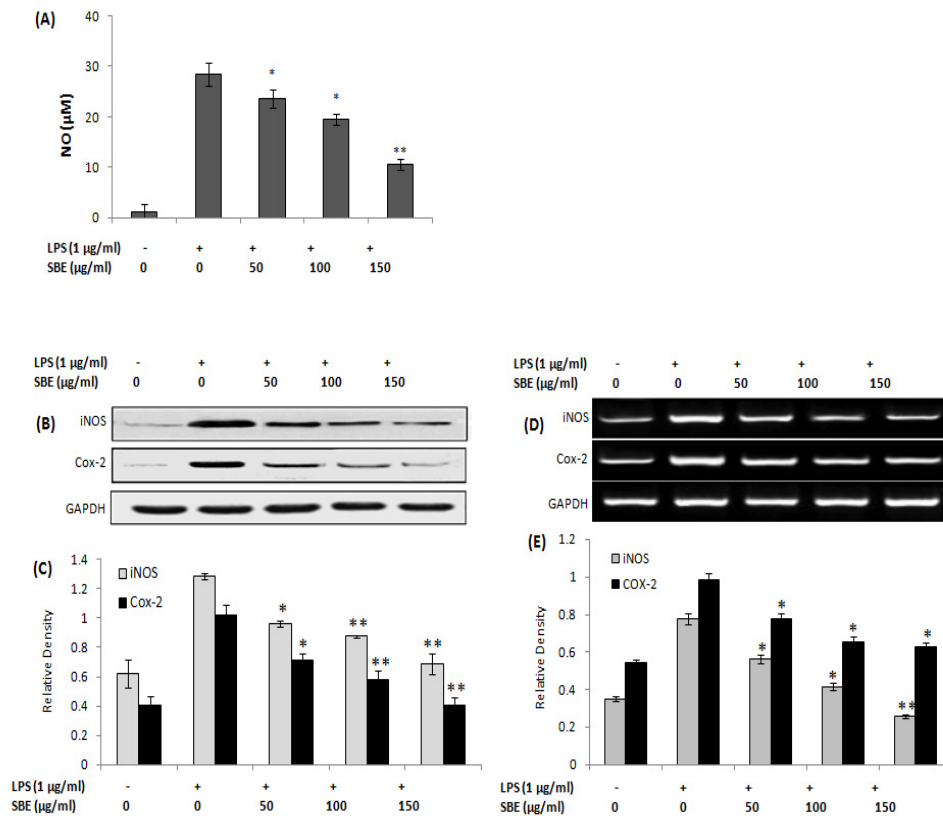 (A)
40
30
20
10
0
NO(µM)
*
*
**
LPS (1 µg/ml) - + + + +
SBE (µg/ml) 0 0 50 100 150
LPS (1 µg/ml) - + + + +
SBE (µg/ml) 0 0 50 100 150
(B)
iNOS
Cox-2
GAPDH
(C)
1.6
1.4
1.2
1
0.8
0.6
0.4
0.2
0
Relative Density
iNOS
Cox-2
* * ** ** ** **
LPS (1 µg/ml) - + + + +
SBE (µg/ml) 0 0 50 100 150
LPS (1 µg/ml) - + + + +
SBE (µg/ml) 0 0 50 100 150
(D)
iNOS
Cox-2
GAPDH
(E)
1.2
1
0.8
0.6
0.4
0.2
0
Relative Density
iNOS
COX-2
* * * * ** *
LPS (1 µg/ml) - + + + +
SBE (µg/ml) 0 0 50 100 150